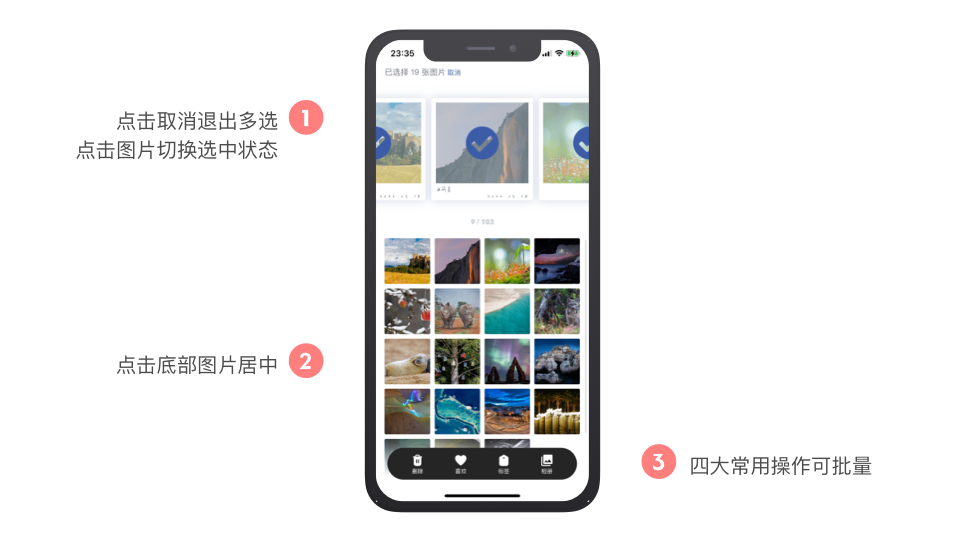 23:35
已选择 19 张图片 取消
1
点击取消退出多选
点击图片切换选中状态
9 / 103
2
点击底部图片居中
3
四大常用操作可批量
删除
喜欢
标签
相册